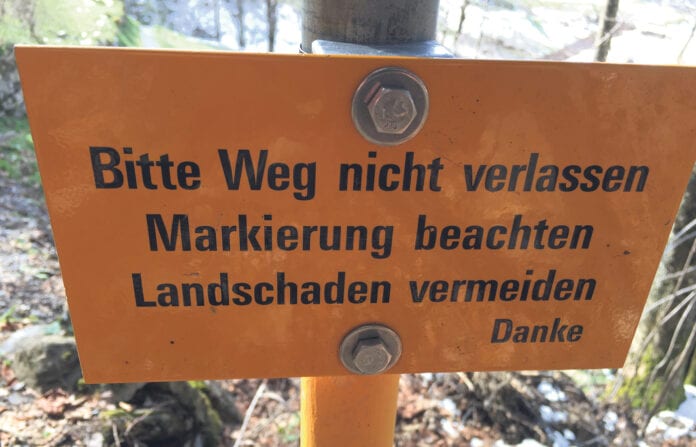 Bitte Weg nicht verlassen
Markierung beachten
Landschaden vermeiden
Danke